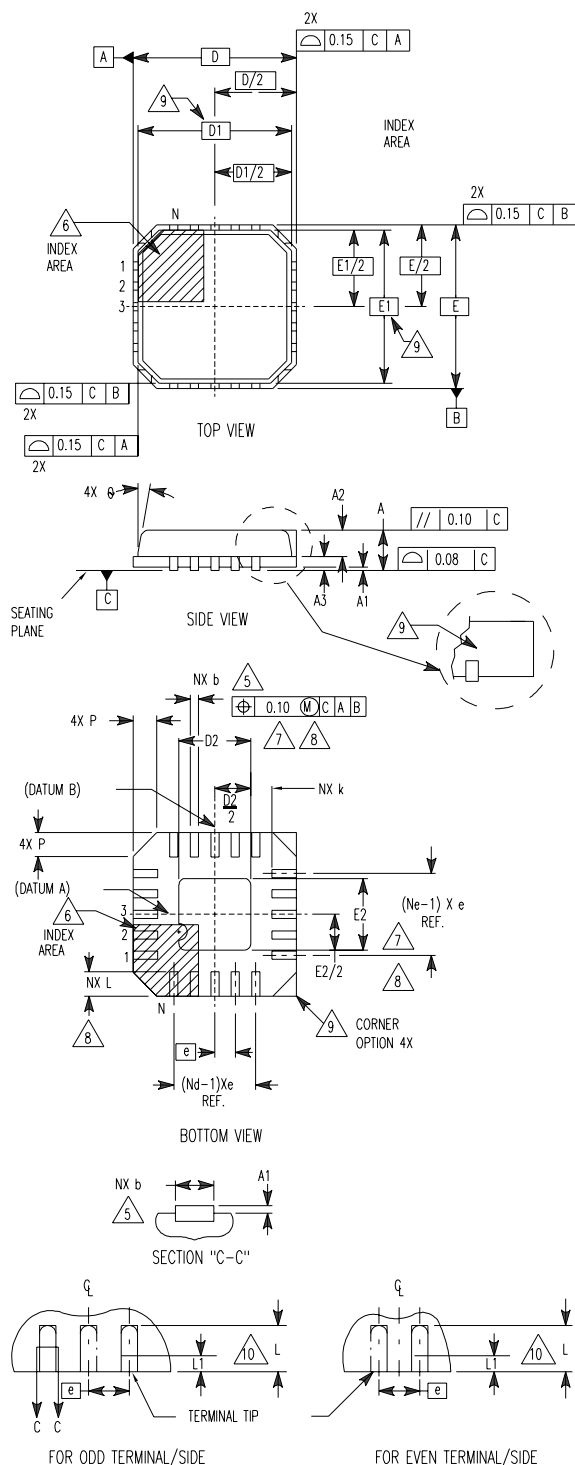 2X
A
D
0.15 C A
D/2
9
D1
INDEX
AREA
D1/2
2X
0.15 C B
N
6
INDEX
AREA
1
2
3
E1/2
E/2
E1
E
9
0.15 C B
2X
B
TOP VIEW
0.15 C A
2X
4X
A2
A
// 0.10 C
0.08 C
C
A3
A1
SEATING
PLANE
SIDE VIEW
9
NX b
5
0.10 M C A B
4X P
D2
7
8
(DATUM B)
D2
2
NX k
4X P
(DATUM A)
6
INDEX
AREA
3
2
1
E2
(Ne-1) X e
REF.
7
E2/2
8
NX L
8
N
9
CORNER
OPTION 4X
e
(Nd-1)Xe
REF.
BOTTOM VIEW
NX b
A1
5
SECTION "C-C"
CL
CL
L
10
L1
L
10
L1
e
e
C C
TERMINAL TIP
FOR ODD TERMINAL/SIDE
FOR EVEN TERMINAL/SIDE